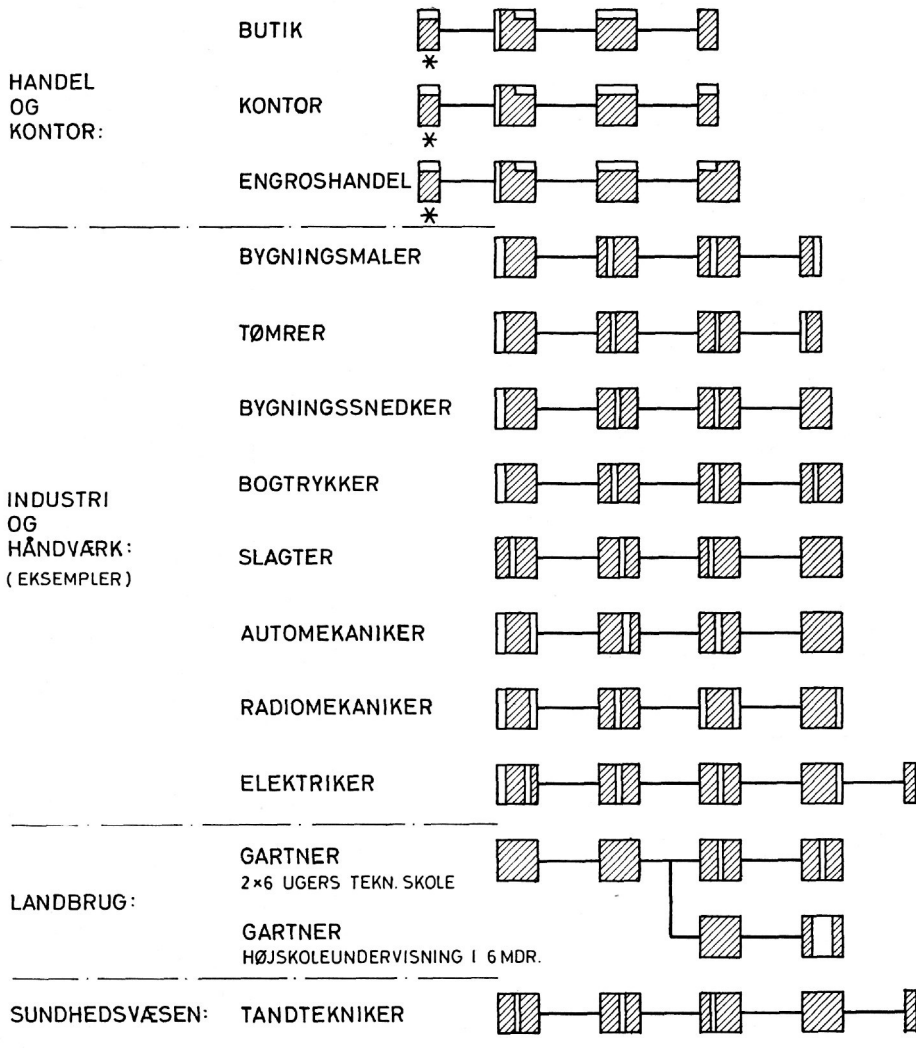 BUTIK
*
HANDEL
OG
KONTOR:
KONTOR
*
ENGROSHANDEL
*
BYGNINGSMALER
TØMRER
BYGNINGSSNEDKER
BOGTRYKKER
INDUSTRI
OG
HÅNDVÆRK:
(EKSEMPLER)
SLAGTER
AUTOMEKANIKER
RADIOMEKANIKER
ELEKTRIKER
LANDBRUG:
GARTNER
2×6 UGERS TEKN. SKOLE
GARTNER
HØJSKOLEUNDERVISNING I 6 MDR.
SUNDHEDSVÆSEN: TANDTEKNIKER